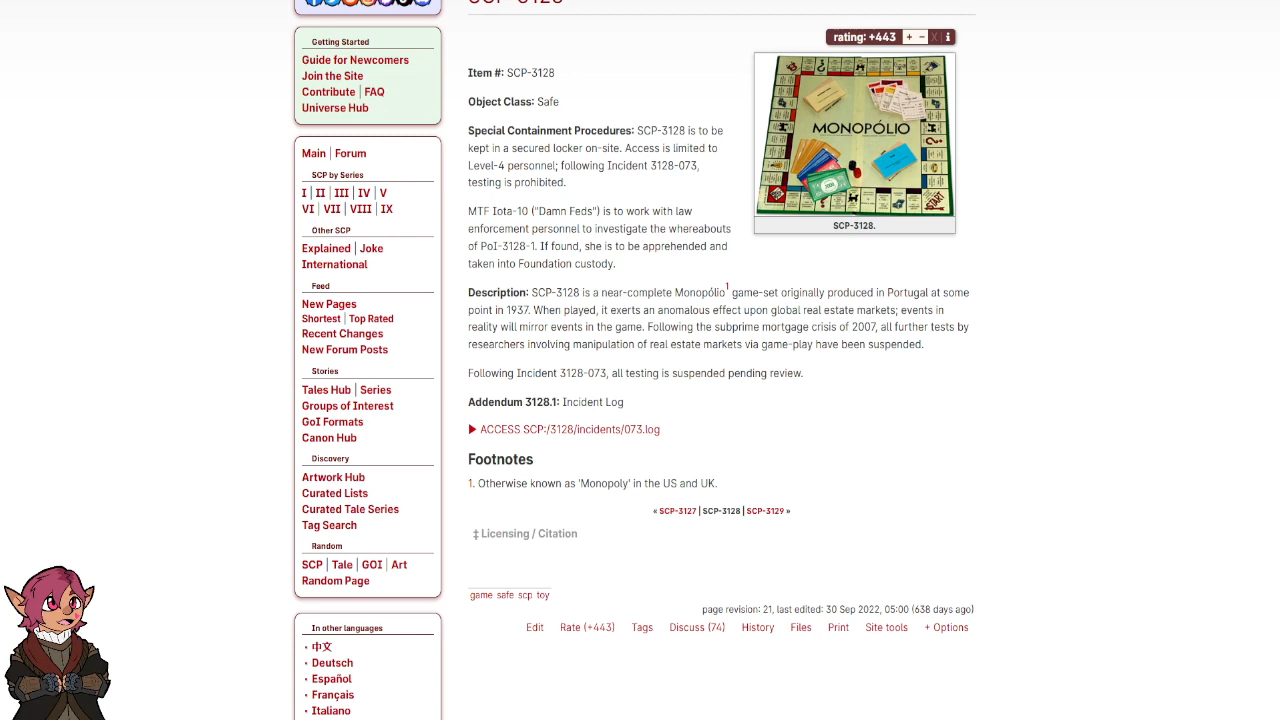 SCP-3128
Getting Started
Guide for Newcomers
Join the Site
Contribute | FAQ
Universe Hub
Main | Forum
SCP by Series
I | II | III | IV | V
VI | VII | VIII | IX
Other SCP
Explained | Joke
International
Feed
New Pages
Shortest | Top Rated
Recent Changes
New Forum Posts
Stories
Tales Hub | Series
Groups of Interest
GoI Formats
Canon Hub
Discovery
Artwork Hub
Curated Lists
Curated Tale Series
Tag Search
Random
SCP | Tale | GOI | Art
Random Page
In other languages
中文
Deutsch
Español
Français
Italiano
rating: +443 + – X i
Item #: SCP-3128
Object Class: Safe
Special Containment Procedures: SCP-3128 is to be
kept in a secured locker on-site. Access is limited to
Level-4 personnel; following Incident 3128-073,
testing is prohibited.
MTF Iota-10 ("Damn Feds") is to work with law
enforcement personnel to investigate the whereabouts
of PoI-3128-1. If found, she is to be apprehended and
taken into Foundation custody.
MONOPÓLIO
START
SCP-3128.
Description: SCP-3128 is a near-complete Monopólio1 game-set originally produced in Portugal at some
point in 1937. When played, it exerts an anomalous effect upon global real estate markets; events in
reality will mirror events in the game. Following the subprime mortgage crisis of 2007, all further tests by
researchers involving manipulation of real estate markets via game-play have been suspended.
Following Incident 3128-073, all testing is suspended pending review.
Addendum 3128.1: Incident Log
▶ ACCESS SCP:/3128/incidents/073.log
Footnotes
1. Otherwise known as 'Monopoly' in the US and UK.
« SCP-3127 | SCP-3128 | SCP-3129 »
‡ Licensing / Citation
game safe scp toy
page revision: 21, last edited: 30 Sep 2022, 05:00 (638 days ago)
Edit Rate (+443) Tags Discuss (74) History Files Print Site tools + Options